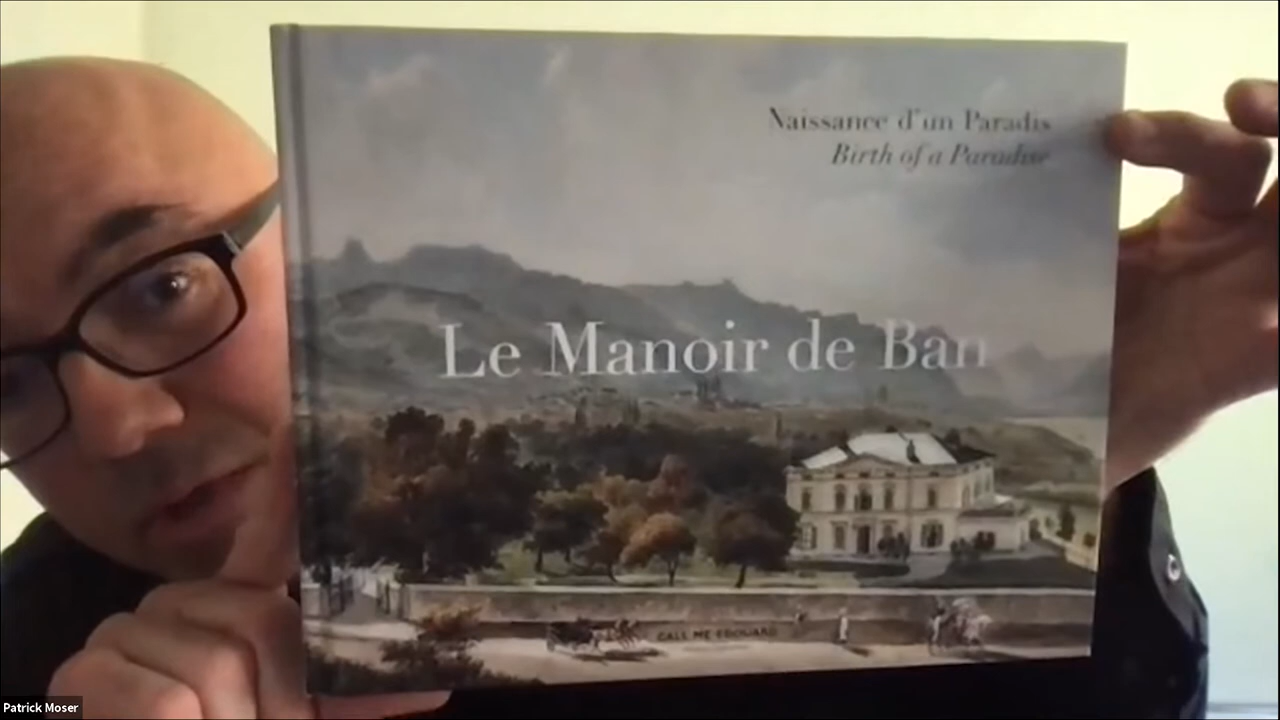 Naissance d'un Paradis
Birth of a Paradise
Le Manoir de Ban
CALL ME EDOUARD
Patrick Moser